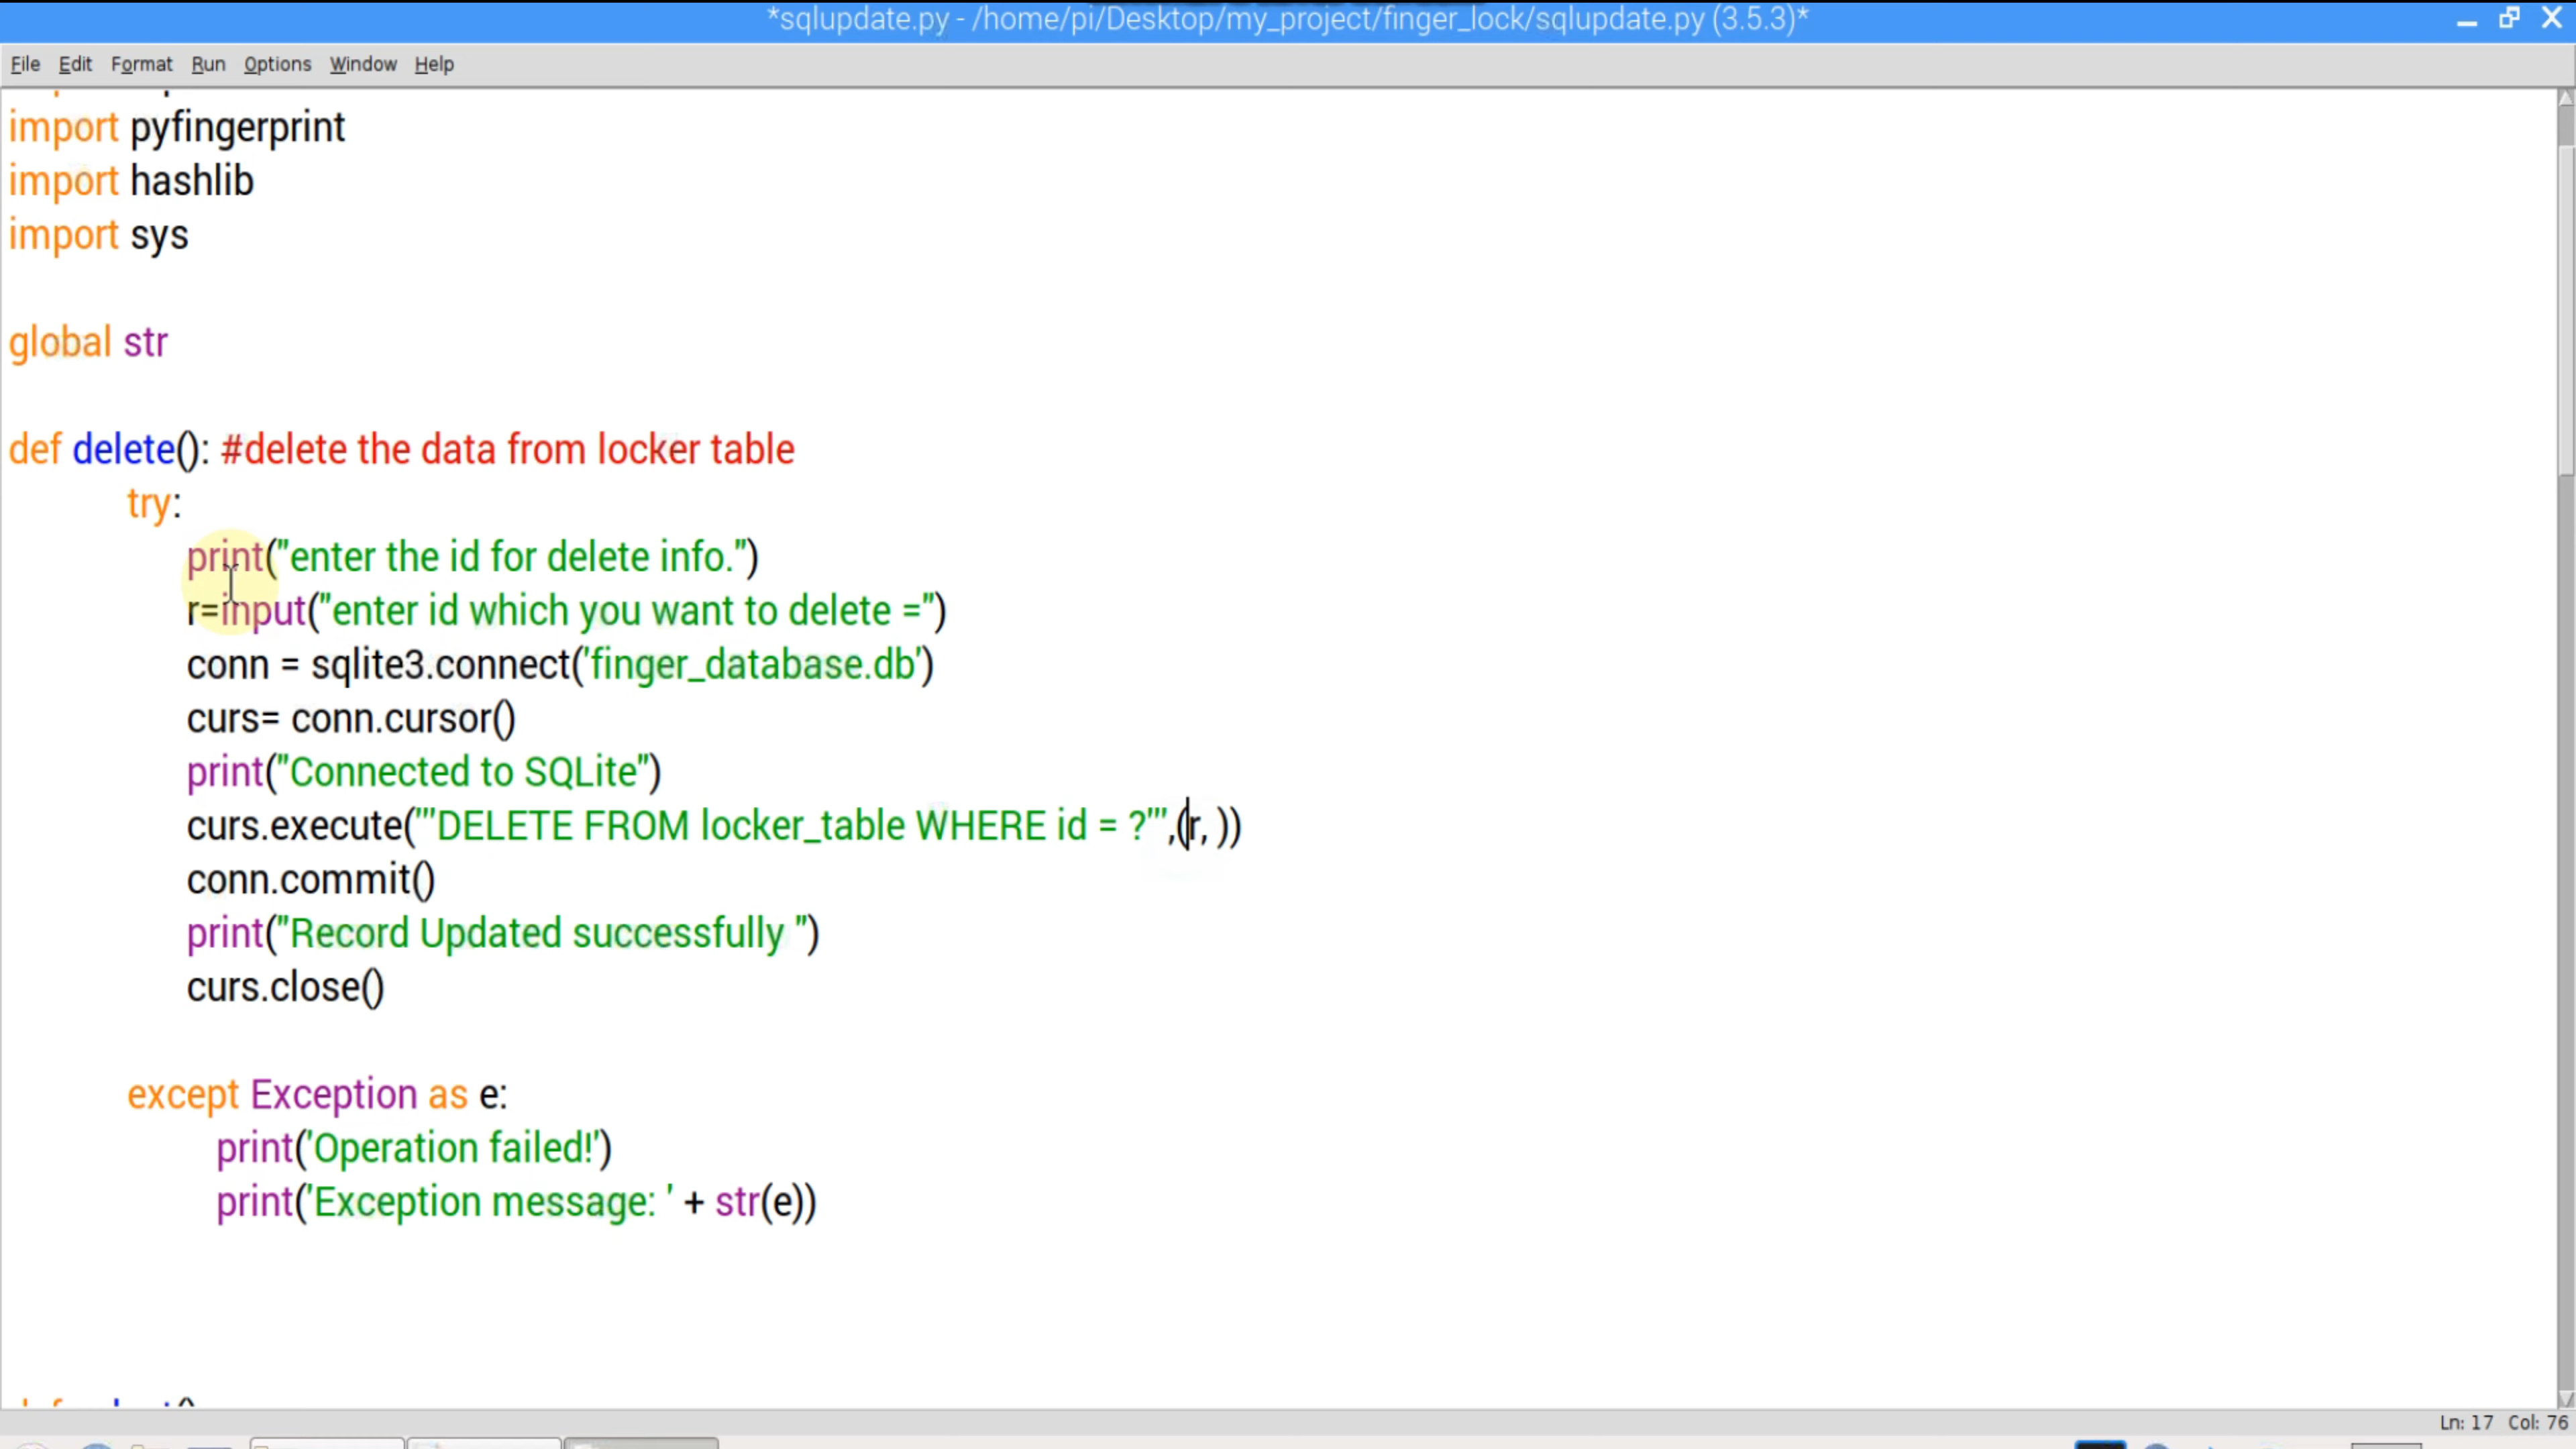 *sqlupdate.py - /home/pi/Desktop/my_project/finger_lock/sqlupdate.py (3.5.3)*
File Edit Format Run Options Window Help
import pyfingerprint
import hashlib
import sys
global str
def delete(): #delete the data from locker table
try:
print("enter the id for delete info.")
r=input("enter id which you want to delete =")
conn = sqlite3.connect('finger_database.db')
curs= conn.cursor()
print("Connected to SQLite")
curs.execute('''DELETE FROM locker_table WHERE id = ?''',(r, ))
conn.commit()
print("Record Updated successfully ")
curs.close()
except Exception as e:
print('Operation failed!')
print('Exception message: ' + str(e))
Ln: 17 Col: 76